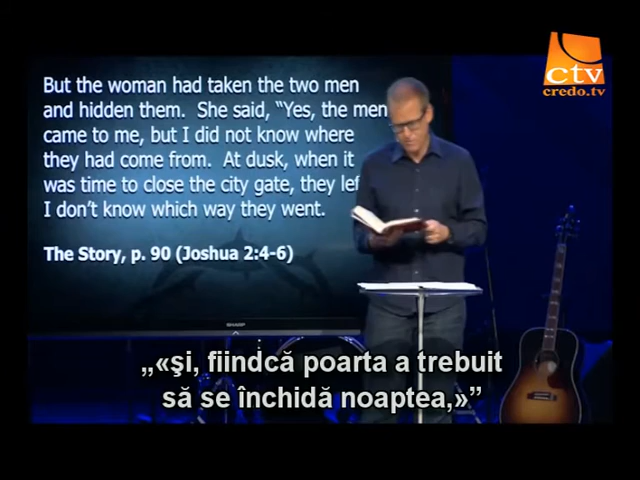 But the woman had taken the two men
and hidden them. She said, "Yes, the men
came to me, but I did not know where
they had come from. At dusk, when it
was time to close the city gate, they lef
I don't know which way they went.
The Story, p. 90 (Joshua 2:4-6)
ctv
credo.tv
SHARP
„«şi, fiindcă poarta a trebuit
să se închidă noaptea,»”